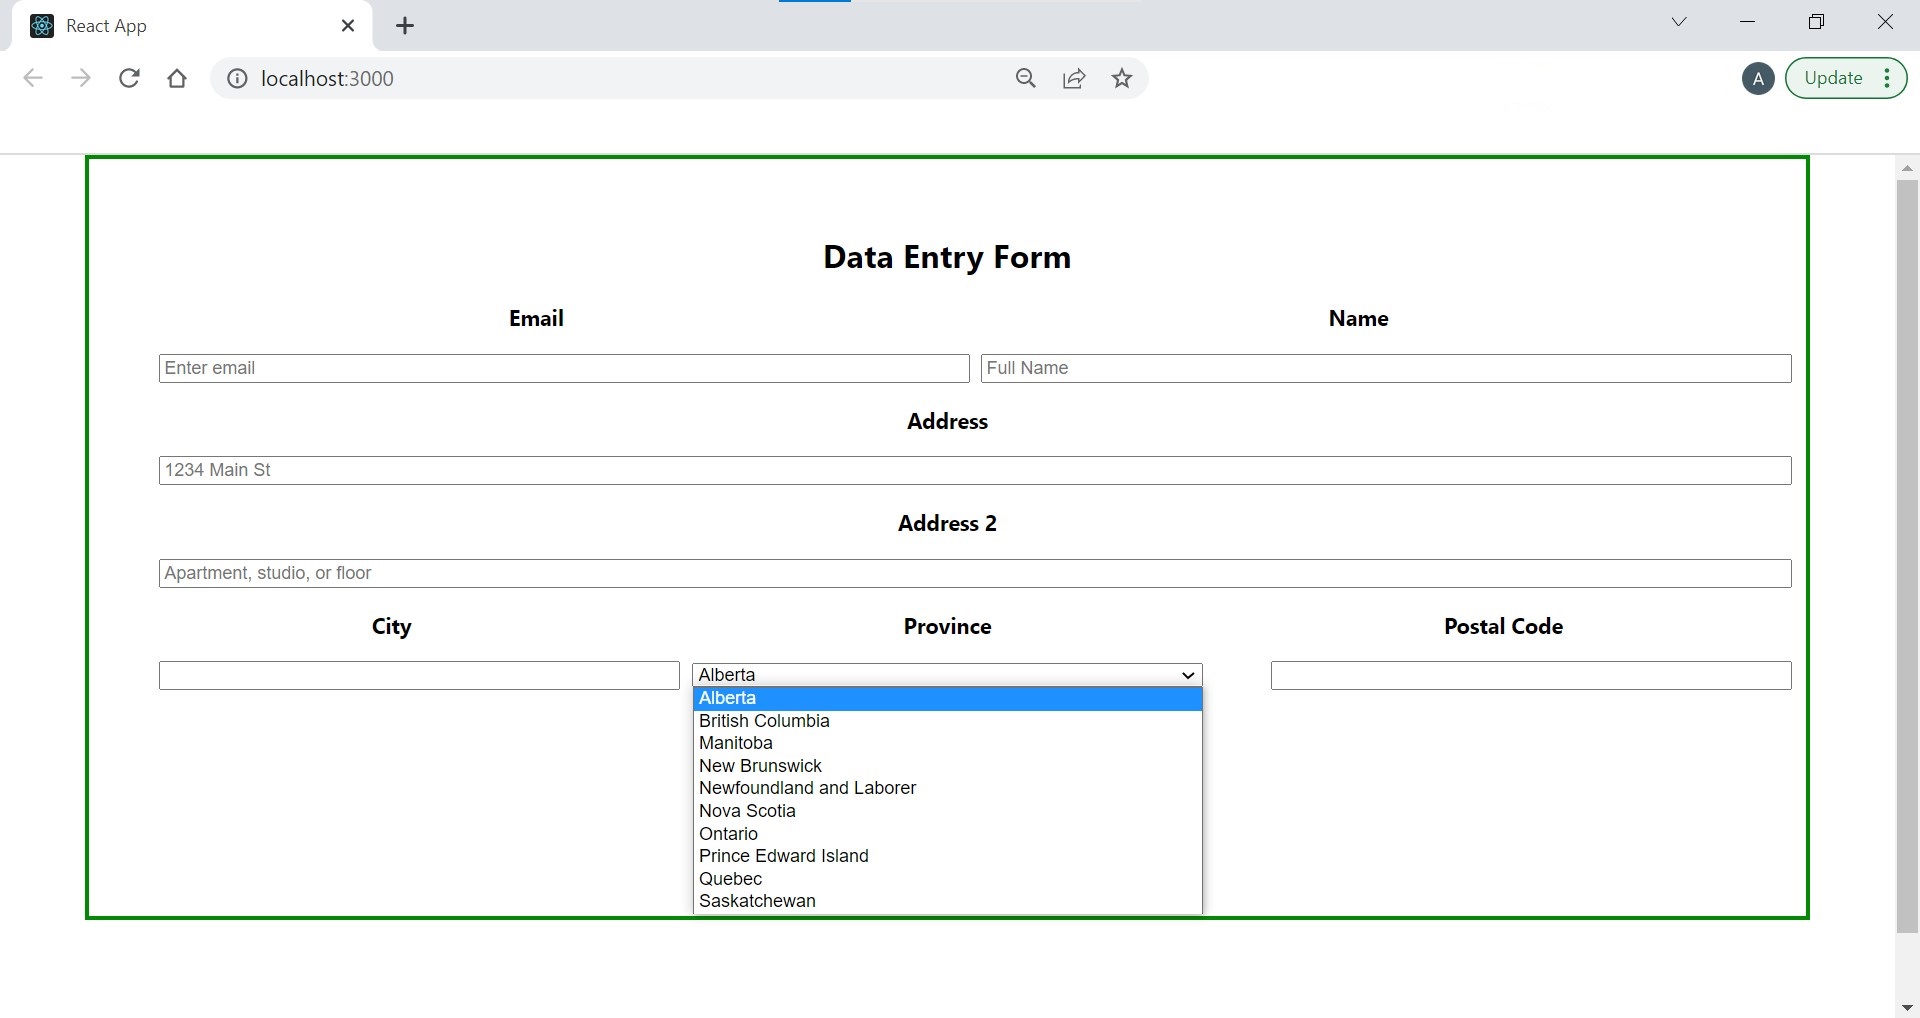 React App
localhost:3000
A
Update
Data Entry Form
Email Name
Enter email Full Name
Address
1234 Main St
Address 2
Apartment, studio, or floor
City Province Postal Code
Alberta
Alberta
British Columbia
Manitoba
New Brunswick
Newfoundland and Laborer
Nova Scotia
Ontario
Prince Edward Island
Quebec
Saskatchewan